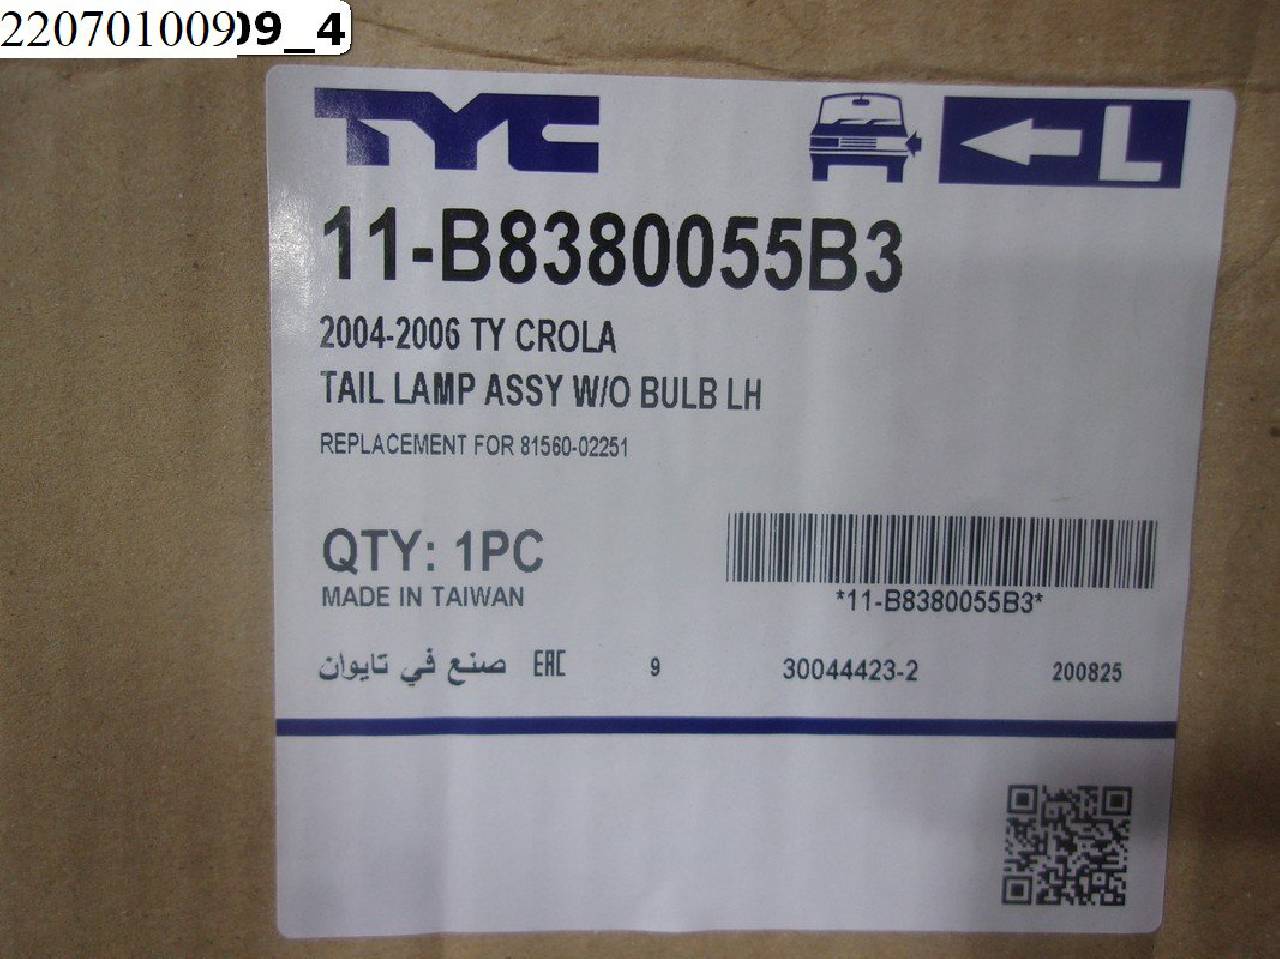 220701009
09_4
TYC
L
11-B8380055B3
2004-2006 TY CROLA
TAIL LAMP ASSY W/O BULB LH
REPLACEMENT FOR 81560-02251
QTY: 1PC
MADE IN TAIWAN
*11-B8380055B3*
صنع في تايوان EAC 9 30044423-2 200825